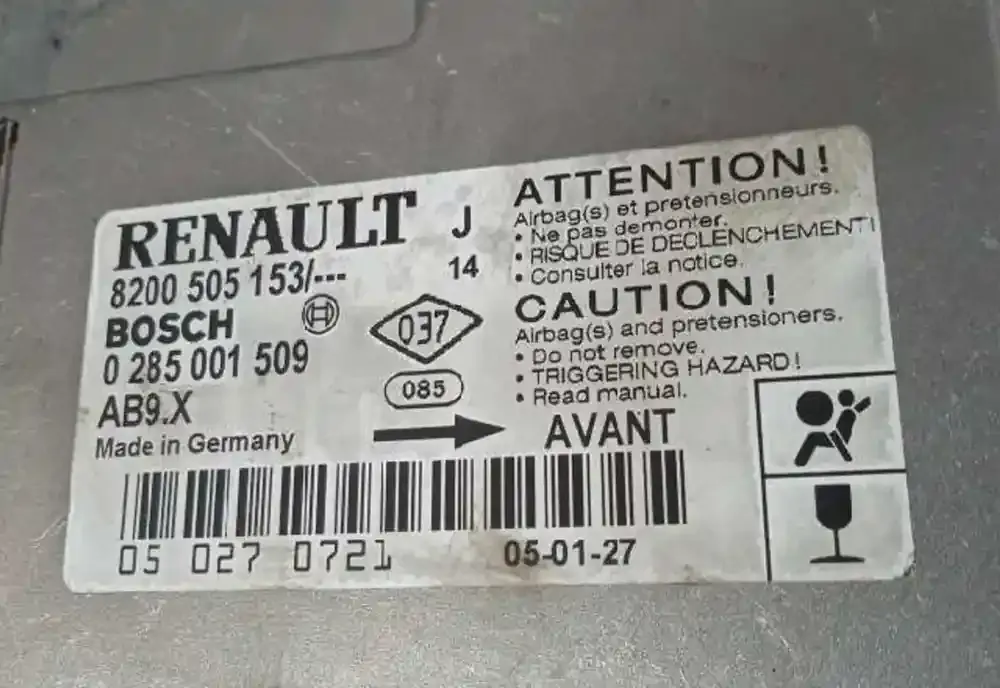 RENAULT J
8200 505 153/--- 14
BOSCH
0 285 001 509
AB9.X
Made in Germany
037
085
ATTENTION!
Airbag(s) et pretensionneurs.
• Ne pas demonter.
• RISQUE DE DECLENCHEMENT!
• Consulter la notice.
CAUTION!
Airbag(s) and pretensioners.
• Do not remove.
• TRIGGERING HAZARD!
• Read manual.
AVANT
05 027 0721 05-01-27